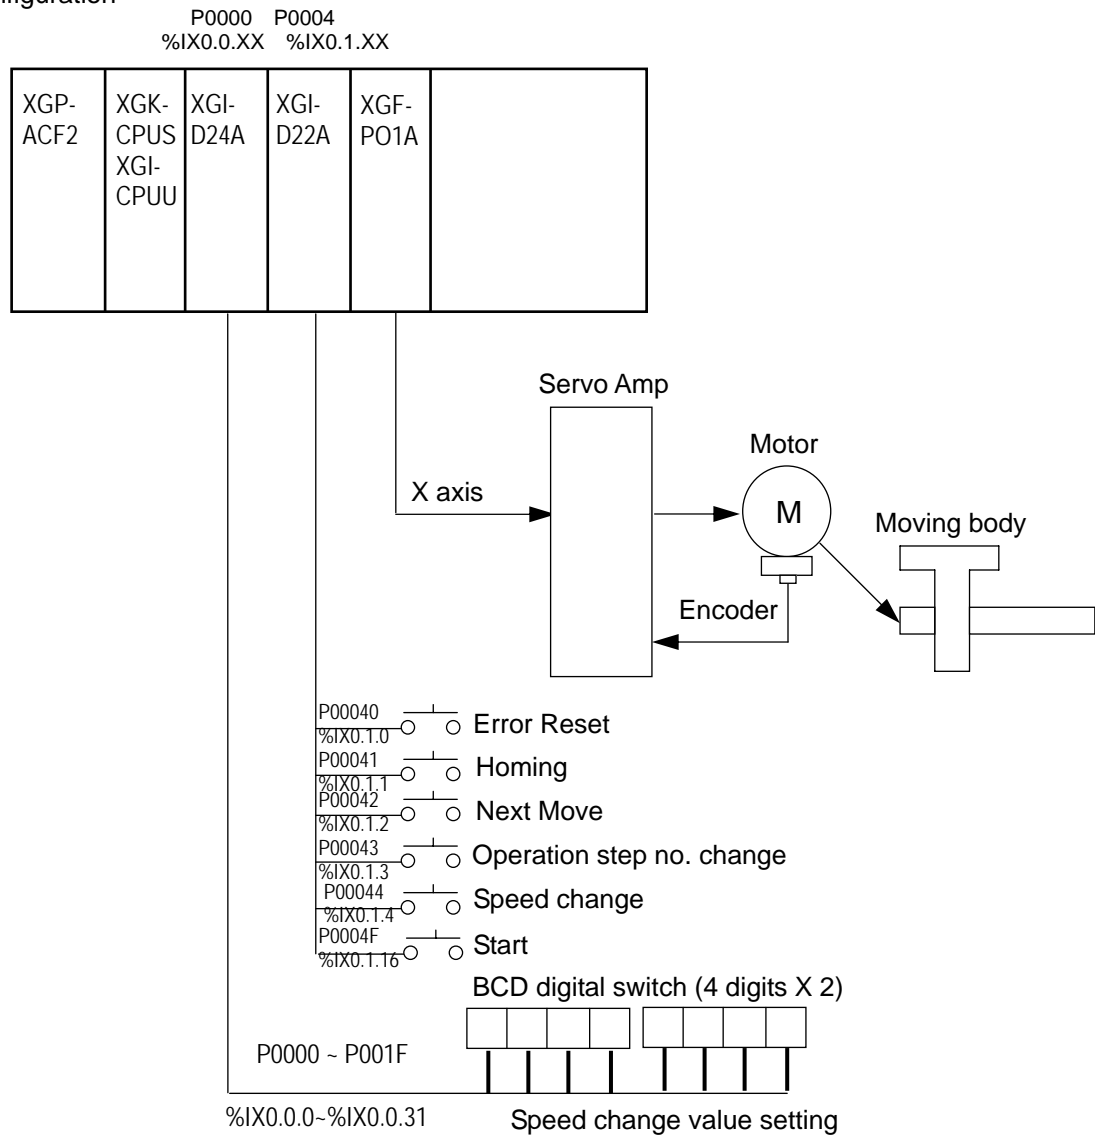 P0000 P0004
%IX0.0.XX %IX0.1.XX
XGP-
ACF2
XGK-
CPUS
XGI-
CPUU
XGI-
D24A
XGI-
D22A
XGF-
PO1A
Servo Amp
Motor
X axis
M
Moving body
Encoder
P00040
%IX0.1.0
Error Reset
P00041
%IX0.1.1
Homing
P00042
%IX0.1.2
Next Move
P00043
%IX0.1.3
Operation step no. change
P00044
%IX0.1.4
Speed change
P0004F
%IX0.1.16
Start
BCD digital switch (4 digits X 2)
P0000 ~ P001F
%IX0.0.0~%IX0.0.31
Speed change value setting